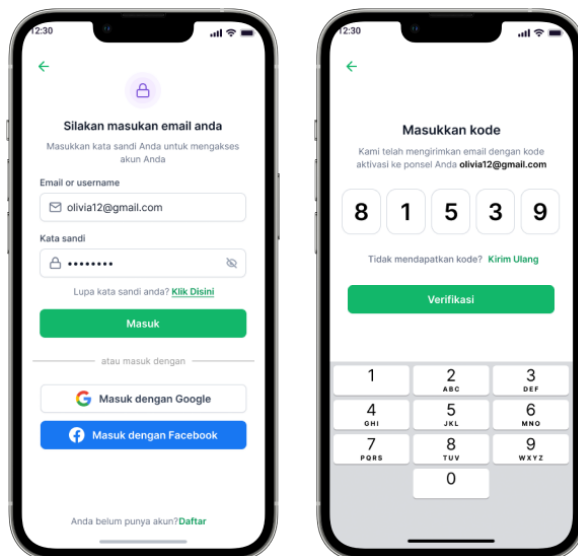 12:30
Silakan masukan email anda
Masukkan kata sandi Anda untuk mengakses
akun Anda
Email or username
olivia12@gmail.com
Kata sandi
Lupa kata sandi anda? Klik Disini
Masuk
atau masuk dengan
Masuk dengan Google
Masuk dengan Facebook
Anda belum punya akun?Daftar
12:30
Masukkan kode
Kami telah mengirimkan email dengan kode
aktivasi ke ponsel Anda olivia12@gmail.com
8 1 5 3 9
Tidak mendapatkan kode? Kirim Ulang
Verifikasi
1 2 3
ABC DEF
4 5 6
GHI JKL MNO
7 8 9
PQRS TUV WXYZ
0